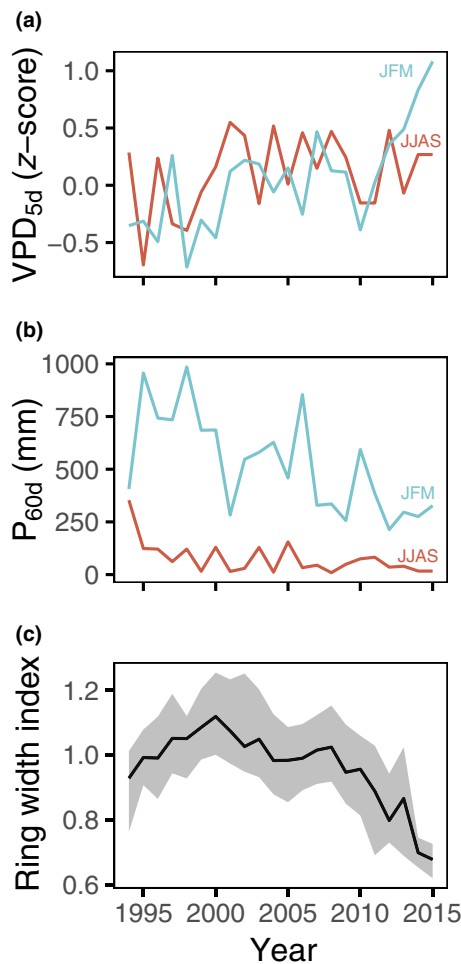 (a)
VPD5d (z−score)
1.0
0.5
0.0
−0.5
JFM
JJAS
(b)
P60d (mm)
1000
750
500
250
0
JFM
JJAS
(c)
Ring width index
1.2
1.0
0.8
0.6
1995 2000 2005 2010 2015
Year